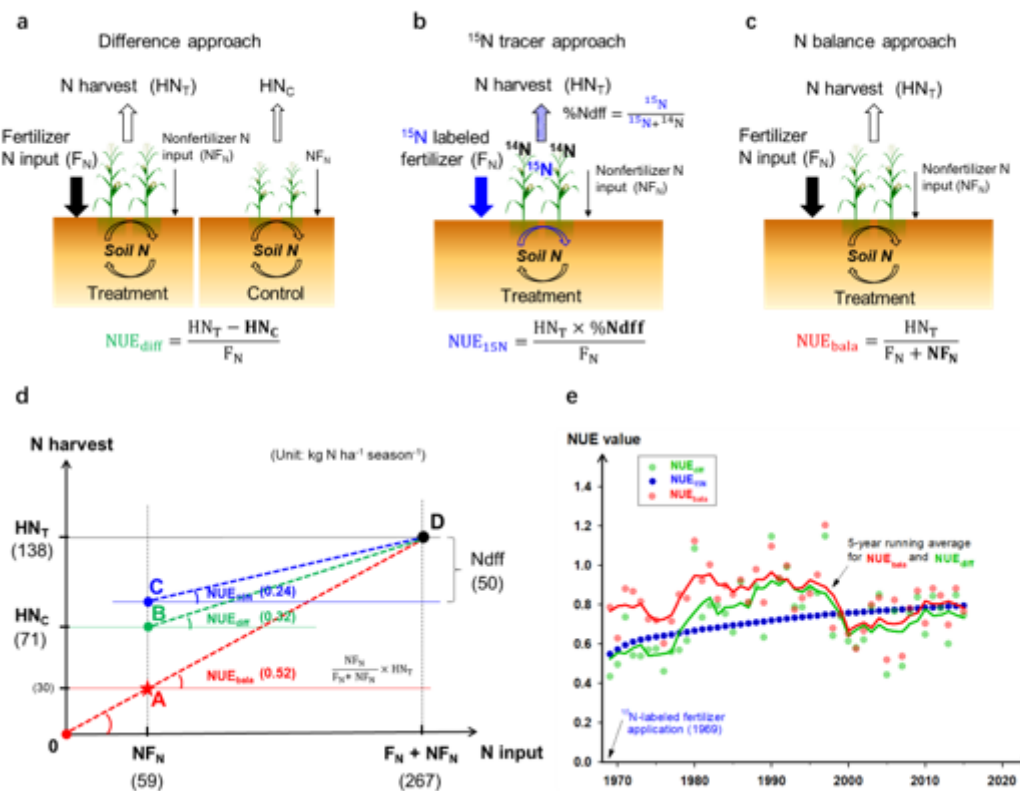 a
Difference approach
N harvest (HN_T)
HN_C
Fertilizer
N input (F_N)
Nonfertilizer N
input (NF_N)
NF_N
Soil N
Soil N
Treatment
Control
NUE_diff = (HN_T − HN_C) / F_N
b
¹⁵N tracer approach
N harvest (HN_T)
%Ndff = ¹⁵N / (¹⁵N+¹⁴N)
¹⁵N labeled
fertilizer (F_N)
¹⁴N
¹⁴N
¹⁵N
Nonfertilizer N
input (NF_N)
Soil N
Treatment
NUE_15N = (HN_T × %Ndff) / F_N
c
N balance approach
N harvest (HN_T)
Fertilizer
N input (F_N)
Nonfertilizer N
input (NF_N)
Soil N
Treatment
NUE_bala = HN_T / (F_N + NF_N)
d
N harvest
(Unit: kg N ha⁻¹ season⁻¹)
HN_T
(138)
D
Ndff
(50)
C
NUE_15N (0.24)
B
HN_C
(71)
NUE_diff (0.32)
NUE_bala (0.52)
NF_N / (F_N + NF_N) × HN_T
(30)
A
0
NF_N
(59)
F_N + NF_N
(267)
N input
e
NUE value
NUE_diff
NUE_15N
NUE_bala
5-year running average
for NUE_bala and NUE_diff
¹⁵N-labeled fertilizer
application (1969)
1.4
1.2
1.0
0.8
0.6
0.4
0.2
0.0
1970
1980
1990
2000
2010
2020